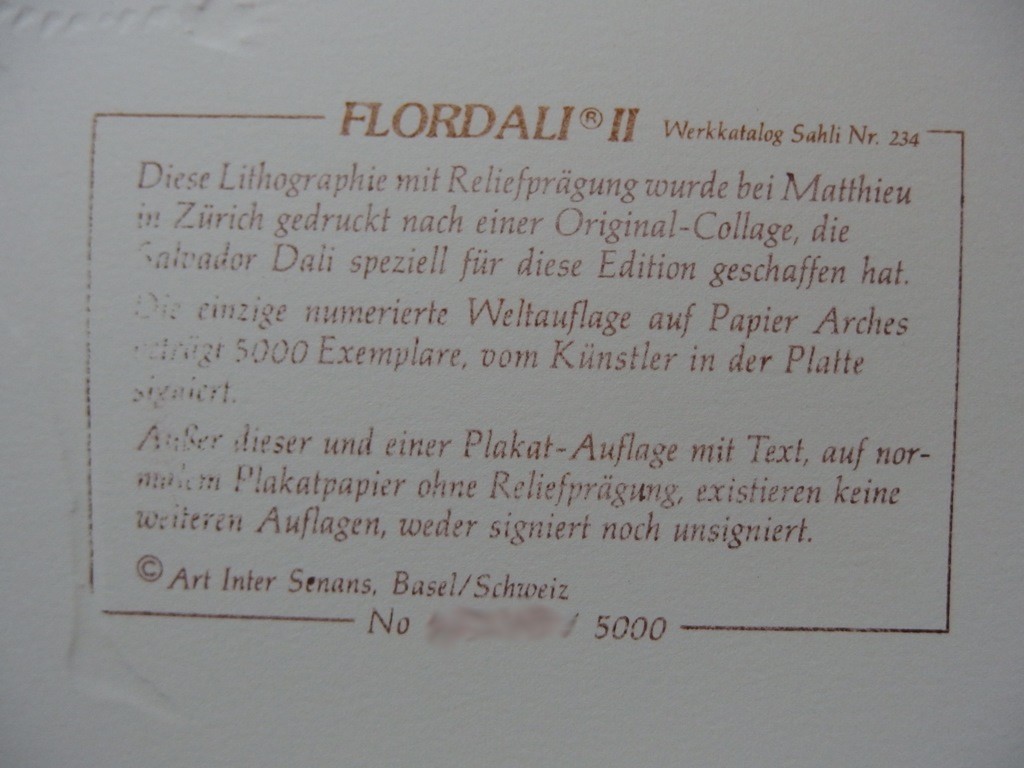 FLORDALI® II Werkkatalog Sahli Nr. 234
Diese Lithographie mit Reliefprägung wurde bei Matthieu
in Zürich gedruckt nach einer Original-Collage, die
Salvador Dali speziell für diese Edition geschaffen hat.
Die einzige numerierte Weltauflage auf Papier Arches
beträgt 5000 Exemplare, vom Künstler in der Platte
signiert.
Außer dieser und einer Plakat-Auflage mit Text, auf nor-
malem Plakatpapier ohne Reliefprägung, existieren keine
weiteren Auflagen, weder signiert noch unsigniert.
© Art Inter Senans, Basel/Schweiz
No / 5000